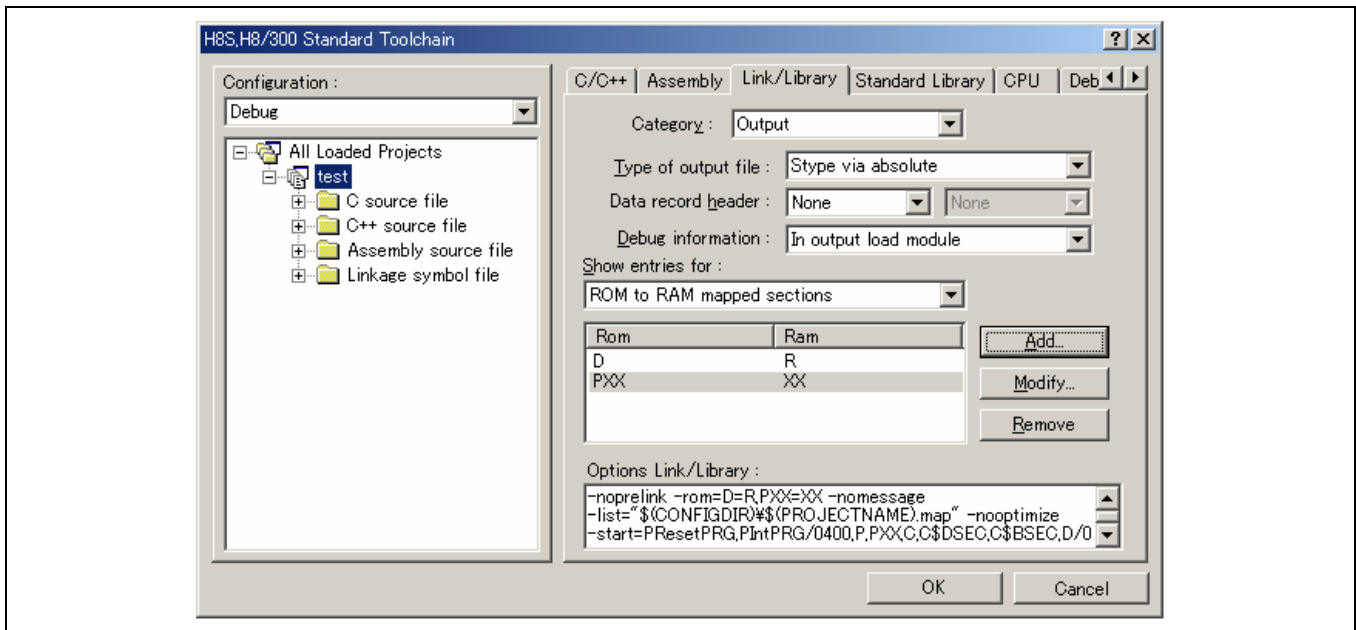 H8S,H8/300 Standard Toolchain
Configuration :
Debug
All Loaded Projects
test
C source file
C++ source file
Assembly source file
Linkage symbol file
C/C++ Assembly Link/Library Standard Library CPU Deb
Category : Output
Type of output file : Stype via absolute
Data record header : None None
Debug information : In output load module
Show entries for :
ROM to RAM mapped sections
Rom Ram
D R
PXX XX
Add...
Modify...
Remove
Options Link/Library :
-noprelink -rom=D=R,PXX=XX -nomessage
-list="$(CONFIGDIR)¥$(PROJECTNAME).map" -nooptimize
-start=PResetPRG,PIntPRG/0400,P,PXX,C,C$DSEC,C$BSEC,D/0
OK Cancel